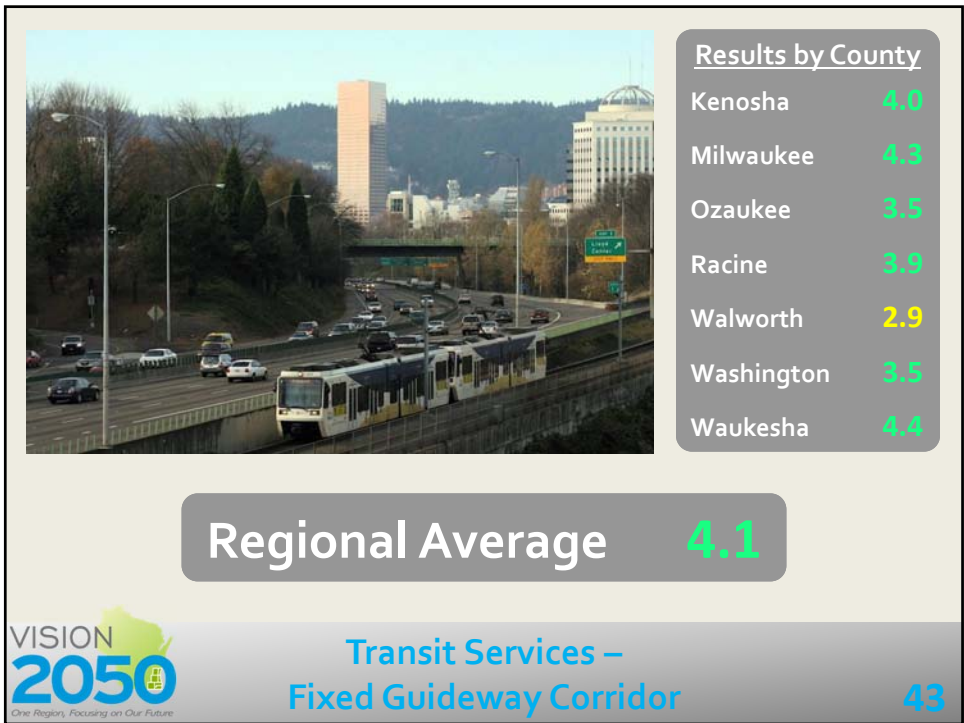 Results by County
Kenosha 4.0
Milwaukee 4.3
Ozaukee 3.5
Racine 3.9
Walworth 2.9
Washington 3.5
Waukesha 4.4
Lloyd
Center
Regional Average 4.1
VISION
2050
One Region, Focusing on Our Future
Transit Services –
Fixed Guideway Corridor
43